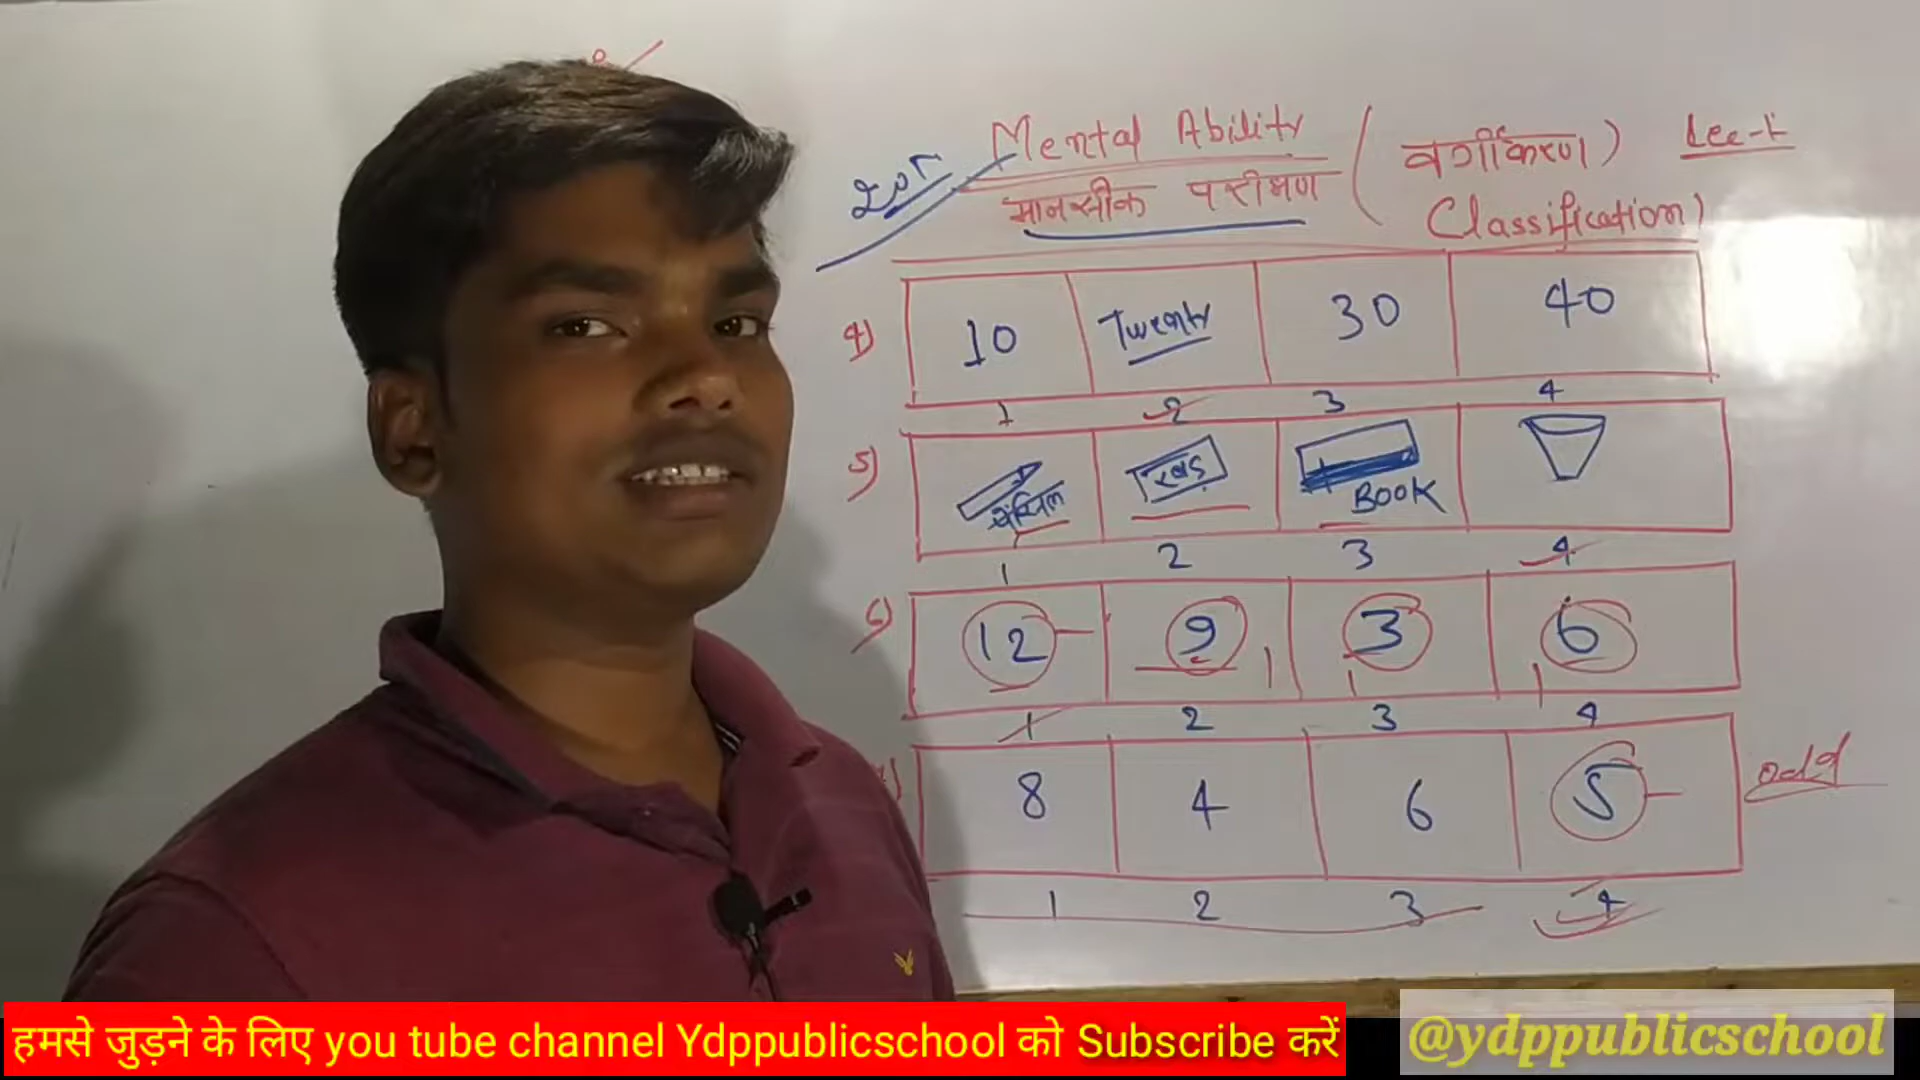 Mental Ability
मानसीक परीक्षण
( वर्गीकरण )
Classification)
Lec-1
4) 10 Twenty 30 40
1 2 3 4
5) पेंसिल रबड़ BOOK
1 2 3 4
6) 12 9 3 6
1 2 3 4
7) 8 4 6 5 odd
1 2 3 4
हमसे जुड़ने के लिए you tube channel Ydppublicschool को Subscribe करें
@ydppublicschool